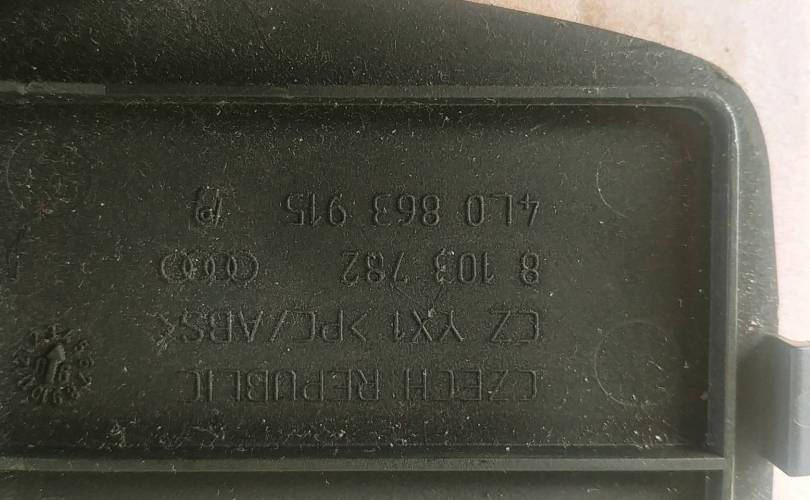 CZECH REPUBLIC
CZ YX1 >PC/ABS<
8 103 782
4L0 863 915